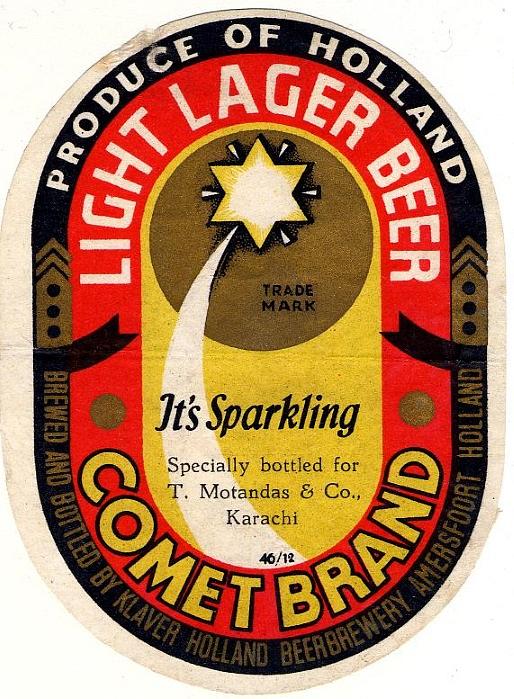 PRODUCE OF HOLLAND
LIGHT LAGER BEER
TRADE
MARK
It's Sparkling
Specially bottled for
T. Motandas & Co.,
Karachi
46/12
COMET BRAND
BREWED AND BOTTLED BY KLAVER HOLLAND BEERBREWERY AMERSFOORT HOLLAND